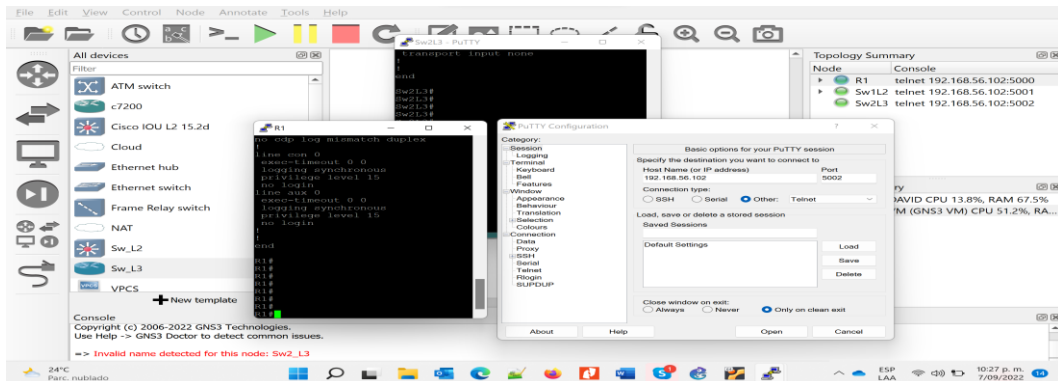 File Edit View Control Node Annotate Tools Help
All devices
Filter
ATM switch
c7200
Cisco IOU L2 15.2d
Cloud
Ethernet hub
Ethernet switch
Frame Relay switch
NAT
Sw_L2
Sw_L3
VPCS
New template
Console
Copyright (c) 2006-2022 GNS3 Technologies.
Use Help -> GNS3 Doctor to detect common issues.
=> Invalid name detected for this node: Sw2_L3
Sw2L3 - PuTTY
transport input none
!
!
end
Sw2L3#
Sw2L3#
Sw2L3#
Sw2L3#
R1
no cdp log mismatch duplex
!
line con 0
exec-timeout 0 0
logging synchronous
privilege level 15
no login
line aux 0
exec-timeout 0 0
logging synchronous
privilege level 15
no login
!
!
end
R1#
R1#
R1#
R1#
R1#
R1#
R1#
PuTTY Configuration
Category:
Session
Logging
Terminal
Keyboard
Bell
Features
Window
Appearance
Behaviour
Translation
Selection
Colours
Connection
Data
Proxy
SSH
Serial
Telnet
Rlogin
SUPDUP
Basic options for your PuTTY session
Specify the destination you want to connect to
Host Name (or IP address) Port
192.168.56.102 5002
Connection type:
SSH Serial Other: Telnet
Load, save or delete a stored session
Saved Sessions
Default Settings
Load
Save
Delete
Close window on exit:
Always Never Only on clean exit
About Help Open Cancel
Topology Summary
Node Console
R1 telnet 192.168.56.102:5000
Sw1L2 telnet 192.168.56.102:5001
Sw2L3 telnet 192.168.56.102:5002
ry
AVID CPU 13.8%, RAM 67.5%
'M (GNS3 VM) CPU 51.2%, RA...
24°C
Parc. nublado
ESP
LAA
10:27 p. m.
7/09/2022